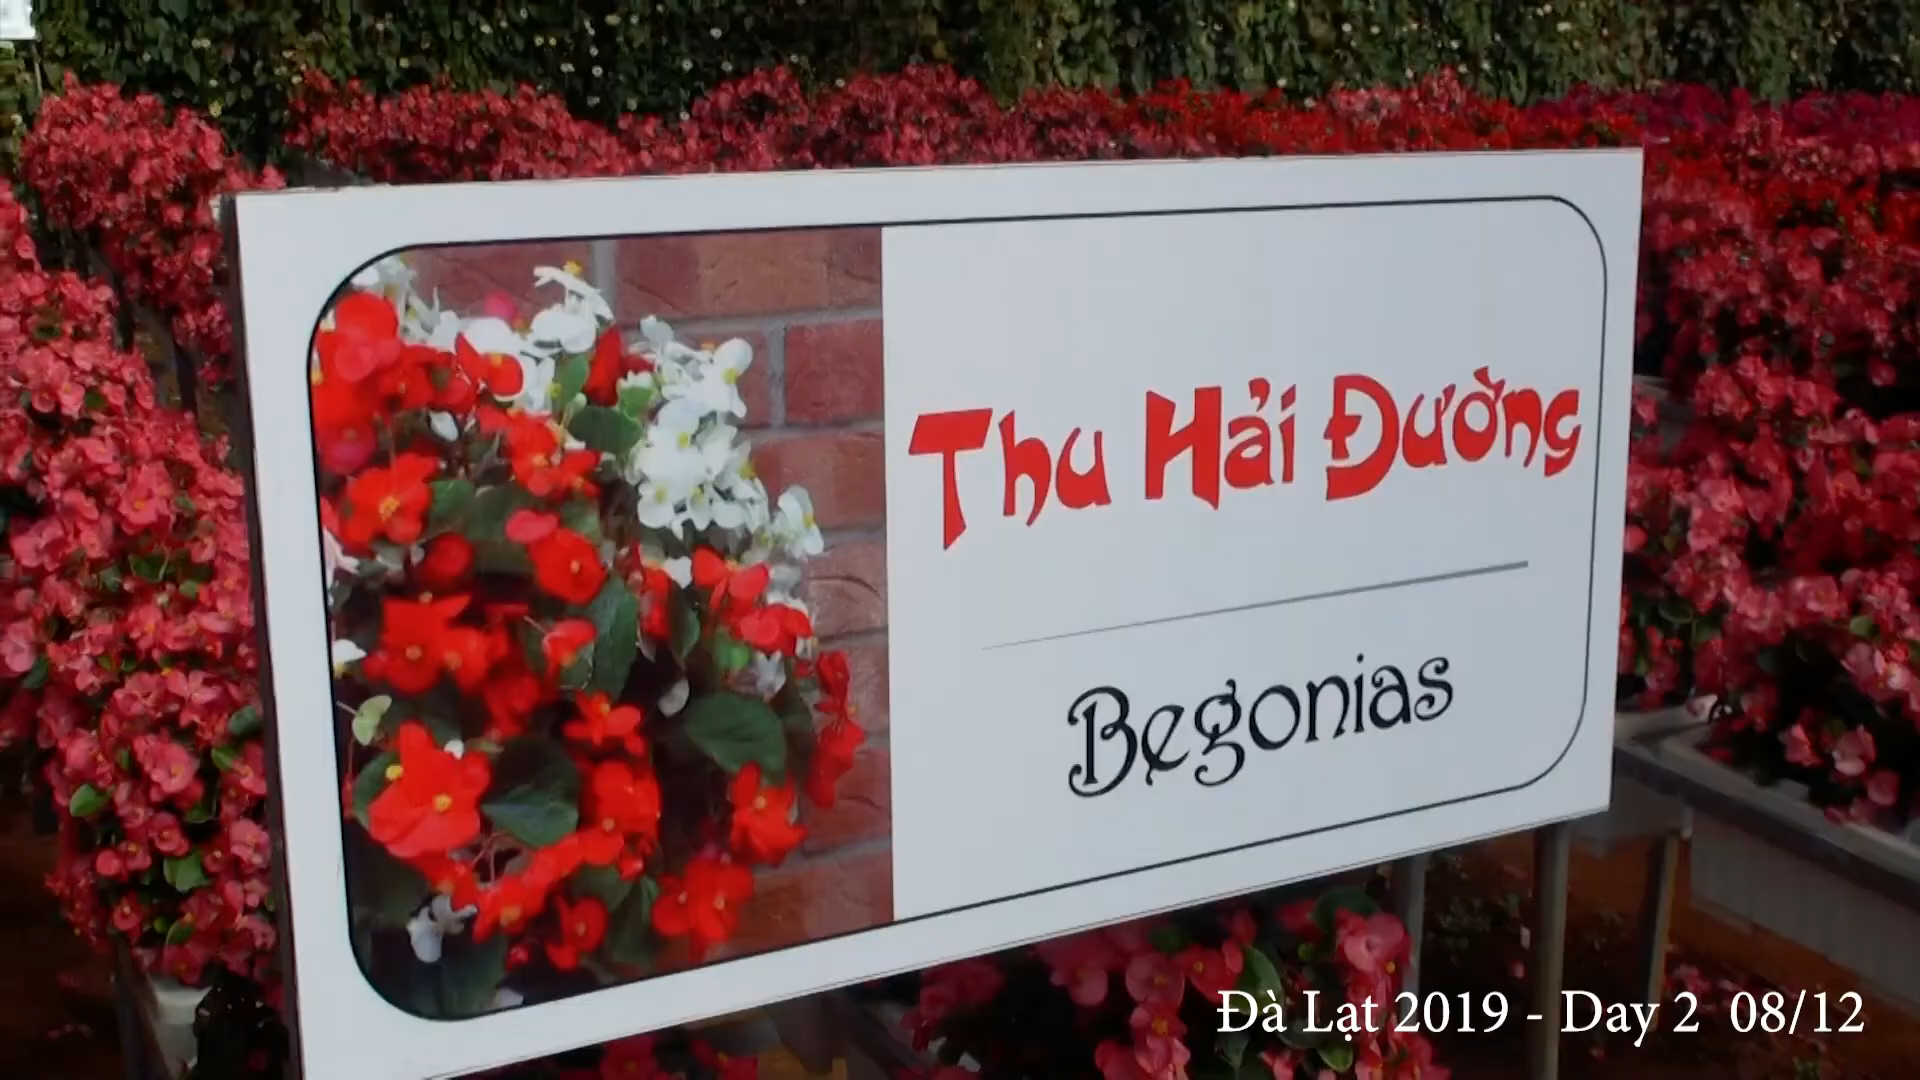 Thu Hải Đường
Begonias
Đà Lạt 2019 - Day 2  08/12